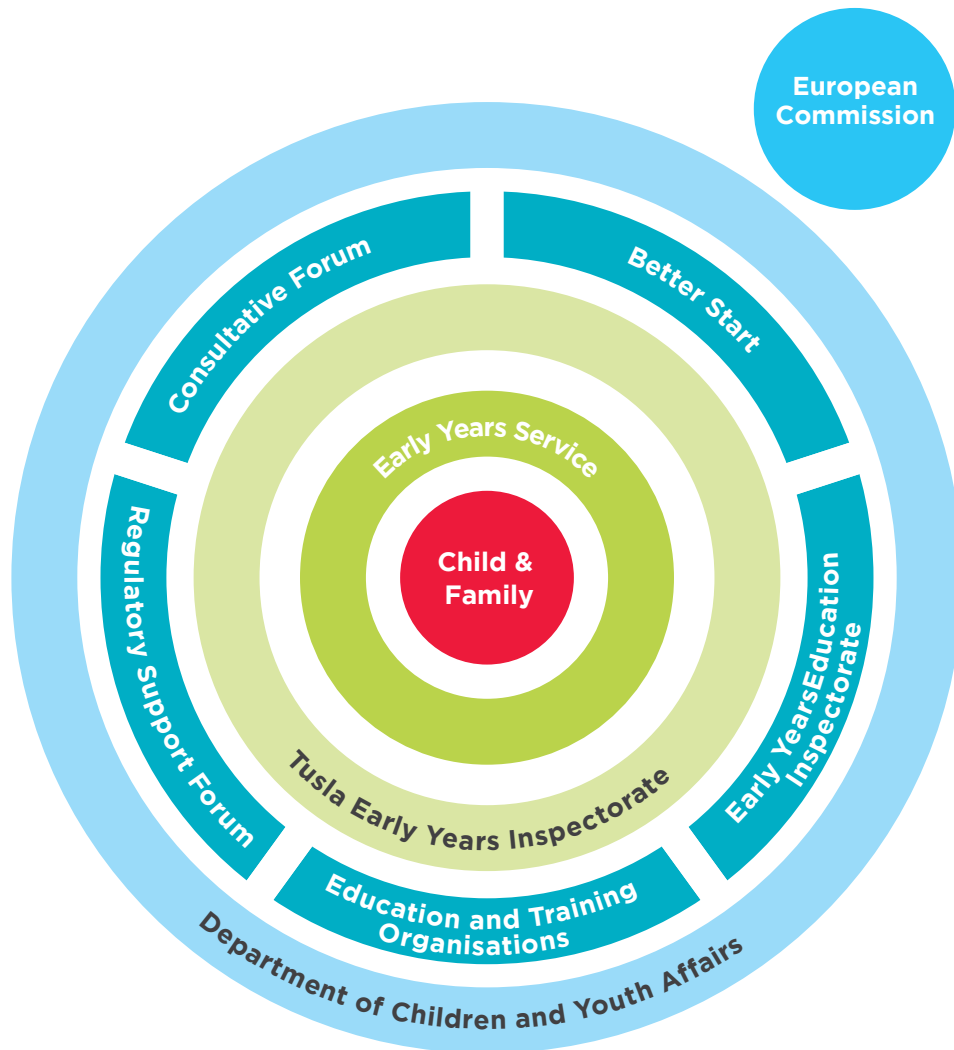 European
Commission
Consultative Forum
Better Start
Early Years Service
Child &
Family
Regulatory Support Forum
Early YearsEducation
Inspectorate
Tusla Early Years Inspectorate
Education and Training
Organisations
Department of Children and Youth Affairs